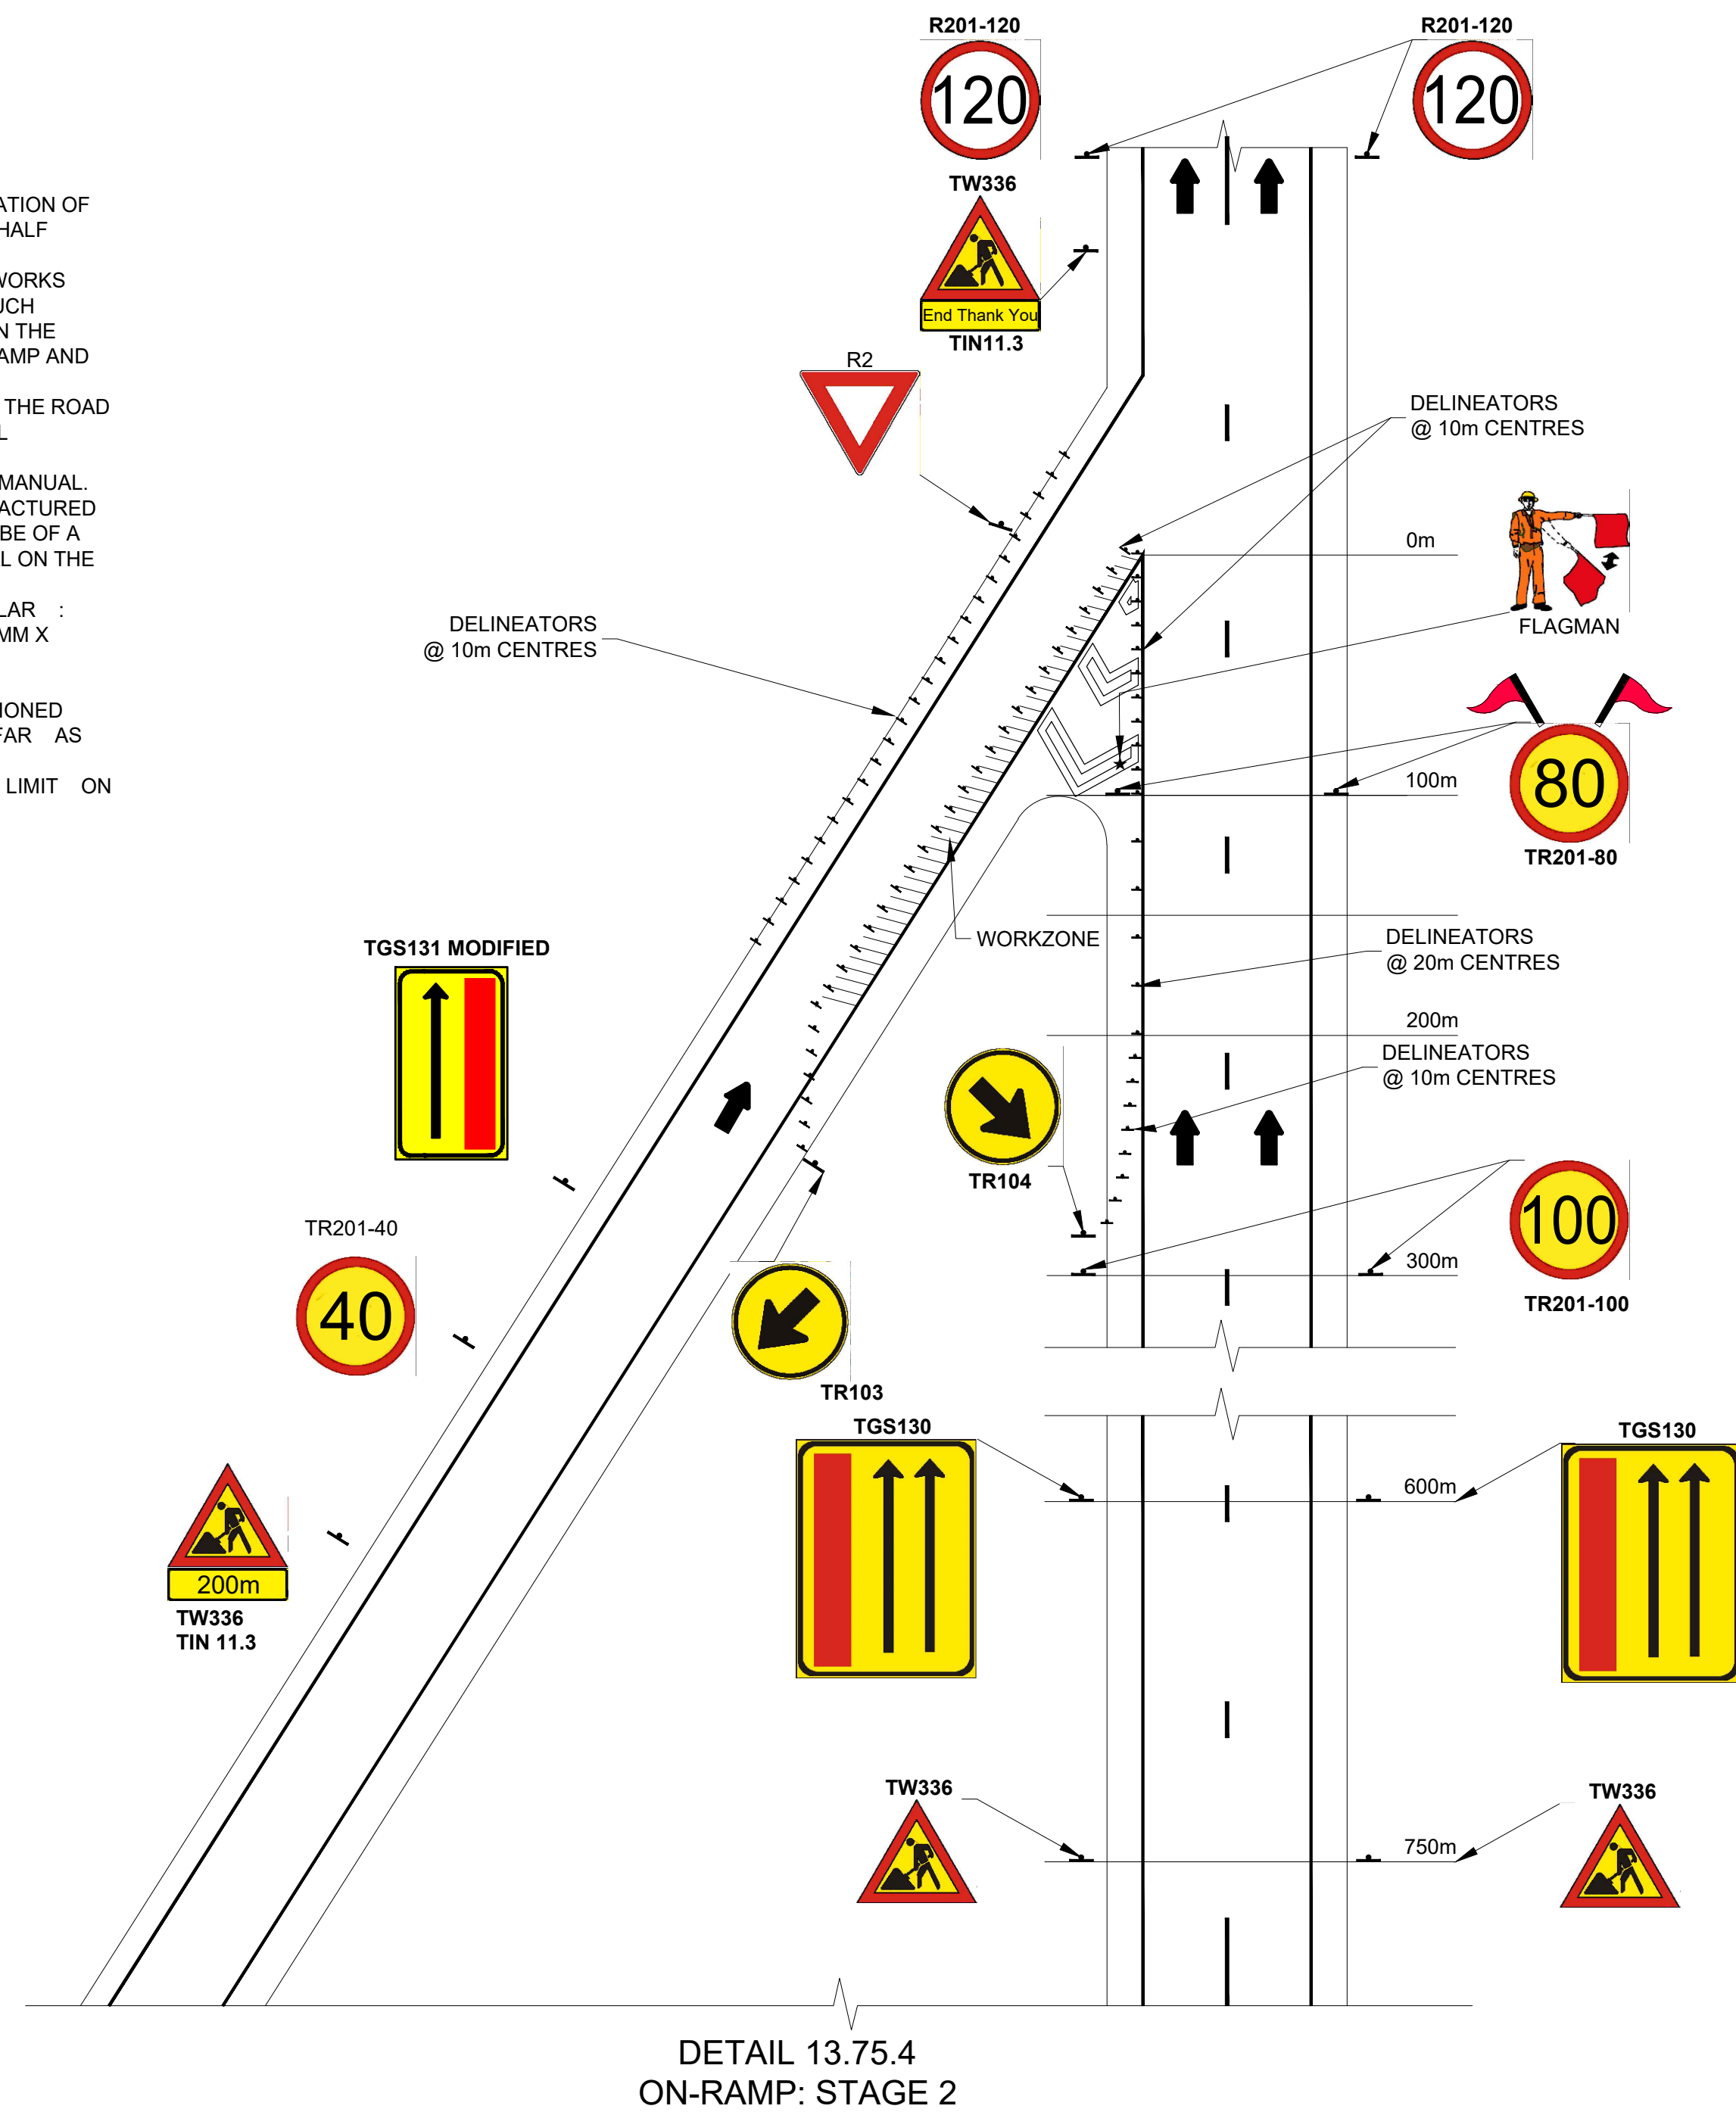 ATION OF
HALF
WORKS
UCH
N THE
AMP AND
THE ROAD
L
MANUAL.
FACTURED
BE OF A
L ON THE
LAR :
MM X
IONED
FAR AS
LIMIT ON
R201-120
120
R201-120
120
TW336
End Thank You
TIN11.3
R2
DELINEATORS
@ 10m CENTRES
0m
FLAGMAN
DELINEATORS
@ 10m CENTRES
100m
80
TR201-80
WORKZONE
DELINEATORS
@ 20m CENTRES
TGS131 MODIFIED
200m
DELINEATORS
@ 10m CENTRES
TR104
TR201-40
40
300m
100
TR201-100
TR103
TGS130
TGS130
600m
200m
TW336
TIN 11.3
TW336
750m
TW336
DETAIL 13.75.4
ON-RAMP: STAGE 2